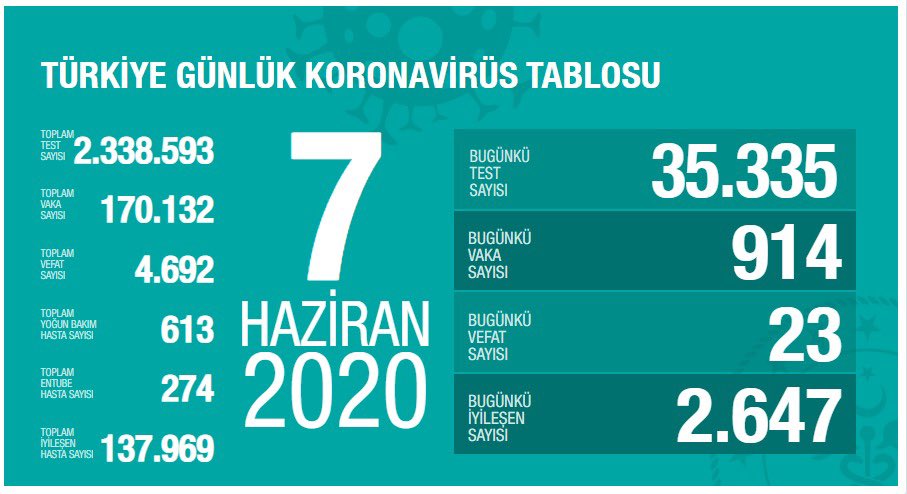 TÜRKİYE GÜNLÜK KORONAVİRÜS TABLOSU
TOPLAM
TEST
SAYISI
2.338.593
TOPLAM
VAKA
SAYISI
170.132
TOPLAM
VEFAT
SAYISI
4.692
TOPLAM
YOĞUN BAKIM
HASTA SAYISI
613
TOPLAM
ENTUBE
HASTA SAYISI
274
TOPLAM
İYİLEŞEN
HASTA SAYISI
137.969
7
HAZİRAN
2020
BUGÜNKÜ
TEST
SAYISI
35.335
BUGÜNKÜ
VAKA
SAYISI
914
BUGÜNKÜ
VEFAT
SAYISI
23
BUGÜNKÜ
İYİLEŞEN
SAYISI
2.647